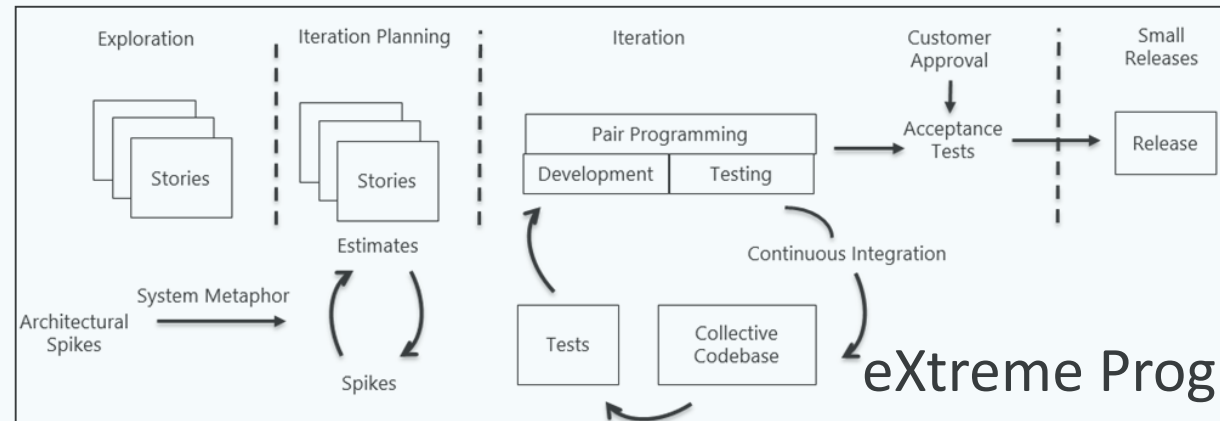 Exploration
Iteration Planning
Iteration
Customer
Approval
Small
Releases
Stories
Stories
Pair Programming
Development
Testing
Acceptance
Tests
Release
Estimates
Continuous Integration
System Metaphor
Architectural
Spikes
Spikes
Tests
Collective
Codebase
eXtreme Prog